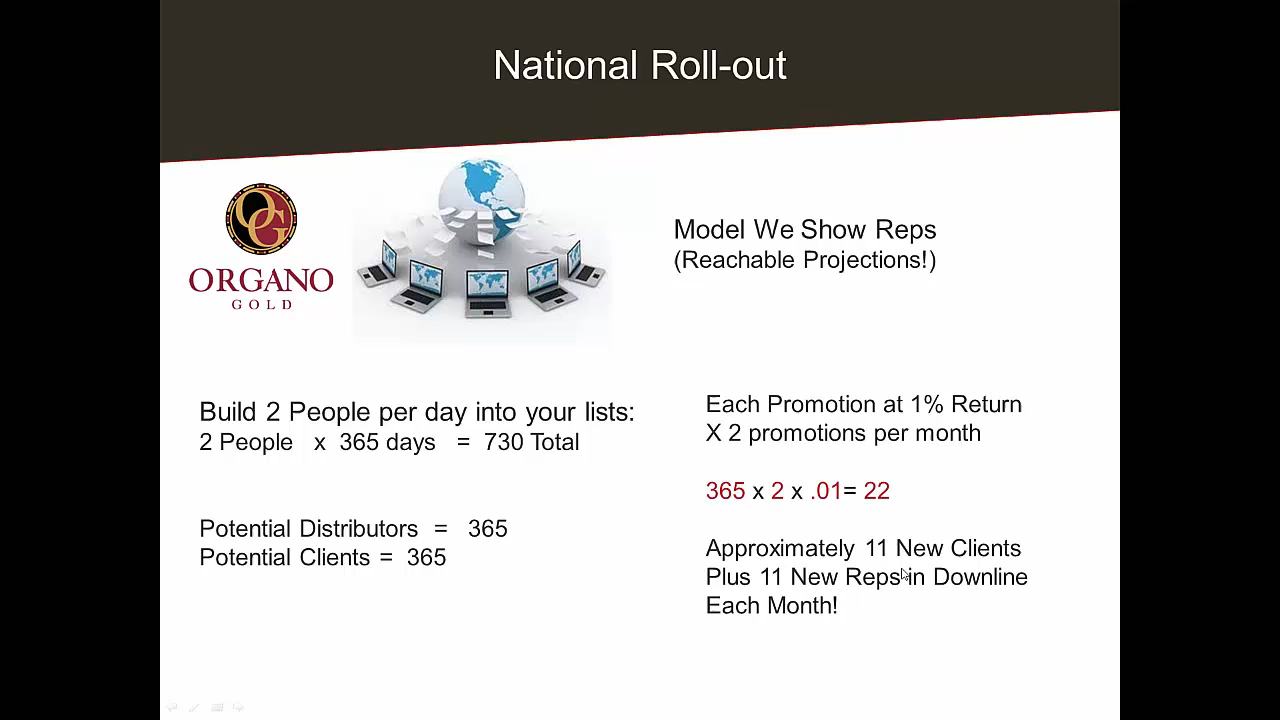 National Roll-out
OG
ORGANO
GOLD
Model We Show Reps
(Reachable Projections!)
Build 2 People per day into your lists:
2 People x 365 days = 730 Total
Potential Distributors = 365
Potential Clients = 365
Each Promotion at 1% Return
X 2 promotions per month
365 x 2 x .01= 22
Approximately 11 New Clients
Plus 11 New Reps in Downline
Each Month!